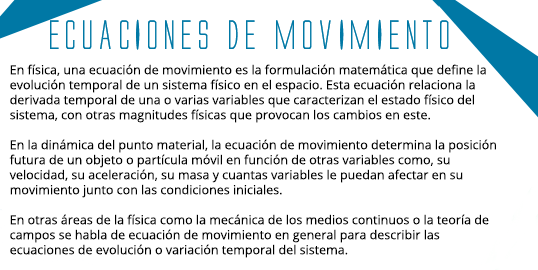 ECUACIONES DE MOVIMIENTO
En física, una ecuación de movimiento es la formulación matemática que define la
evolución temporal de un sistema físico en el espacio. Esta ecuación relaciona la
derivada temporal de una o varias variables que caracterizan el estado físico del
sistema, con otras magnitudes físicas que provocan los cambios en este.
En la dinámica del punto material, la ecuación de movimiento determina la posición
futura de un objeto o partícula móvil en función de otras variables como, su
velocidad, su aceleración, su masa y cuantas variables le puedan afectar en su
movimiento junto con las condiciones iniciales.
En otras áreas de la física como la mecánica de los medios continuos o la teoría de
campos se habla de ecuación de movimiento en general para describir las
ecuaciones de evolución o variación temporal del sistema.